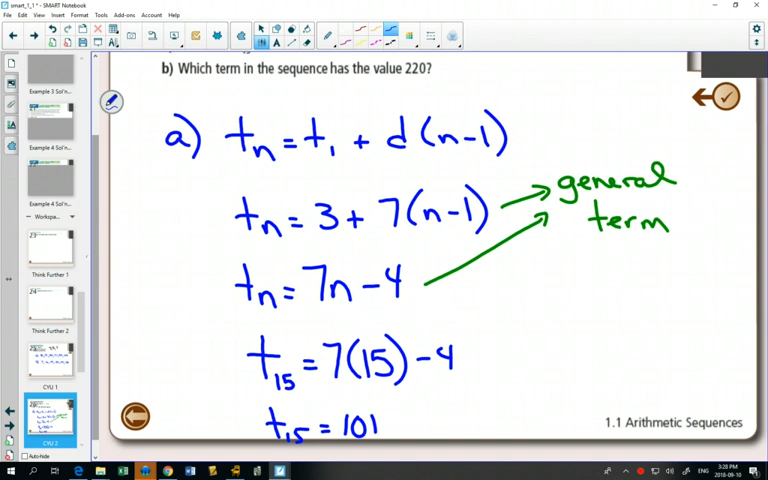 smart_1_1 * - SMART Notebook
File Edit View Insert Format Tools Add-ons Account Help
Example 3 Sol'n
Example 4 Sol'n
Example 4 Sol'n
Workspa...
23
Think Further 1
24
Think Further 2
25
CYU 1
CYU 2
Auto-hide
b) Which term in the sequence has the value 220?
a) tₙ = t₁ + d (n-1)
tₙ = 3 + 7(n-1)
general
term
tₙ = 7n - 4
t₁₅ = 7(15) - 4
t₁₅ = 101
1.1 Arithmetic Sequences
ENG
3:28 PM
2018-09-10